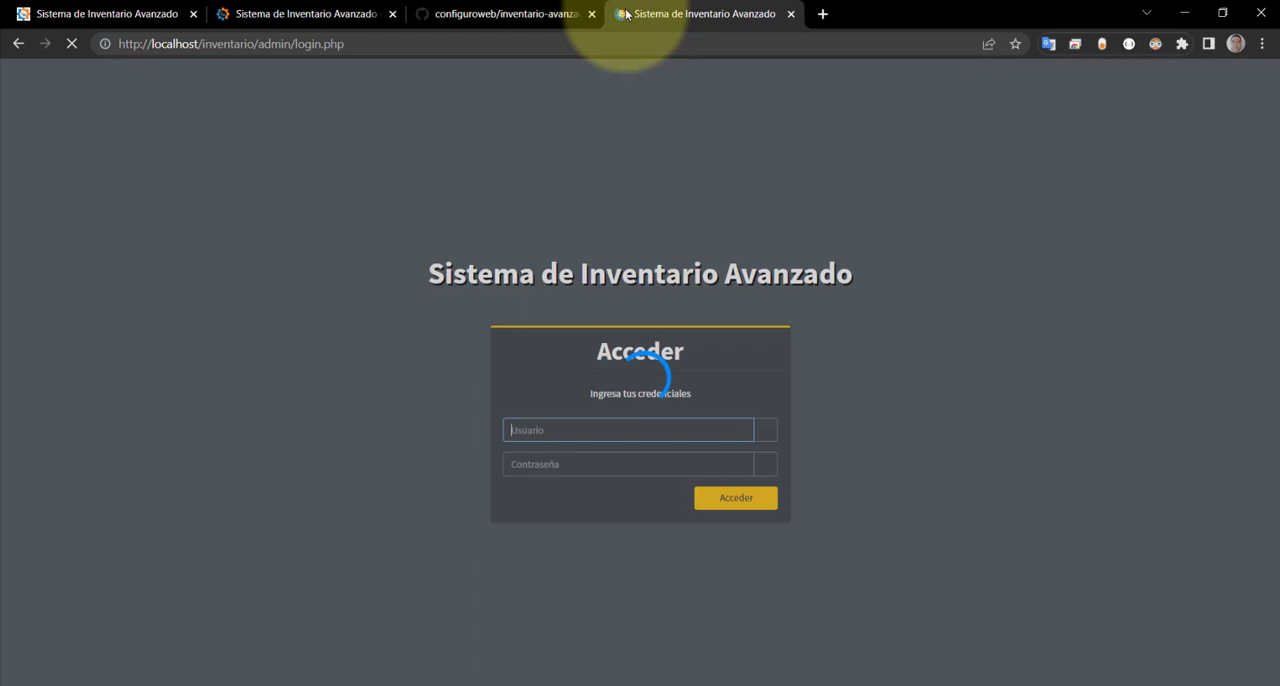 Sistema de Inventario Avanzado
Sistema de Inventario Avanzado
configuroweb/inventario-avanza
Sistema de Inventario Avanzado
http://localhost/inventario/admin/login.php
Sistema de Inventario Avanzado
Acceder
Ingresa tus credenciales
Usuario
Contraseña
Acceder